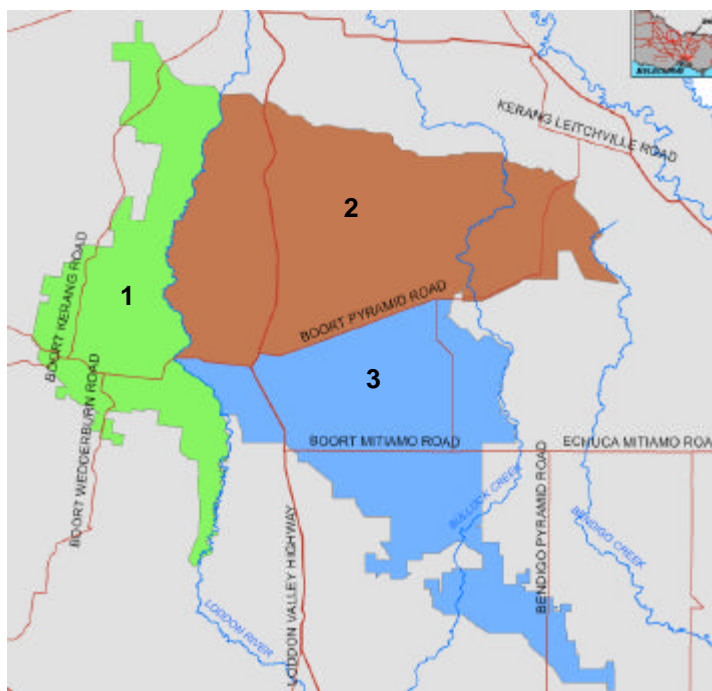 KERANG LEITCHVILLE ROAD
2
1
BOORT KERANG ROAD
BOORT PYRAMID ROAD
3
BOORT WEDDERBURN ROAD
BOORT MITIAMO ROAD
ECHUCA MITIAMO ROA
BULLOCK CREEK
BENDIGO PYRAMID ROAD
BENDIGO CREEK
LODDON VALLEY HIGHWAY
LODDON RIVER